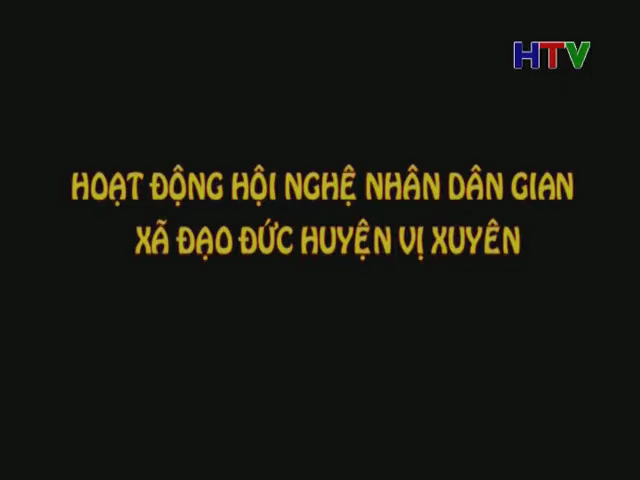 HTV
HOẠT ĐỘNG HỘI NGHỆ NHÂN DÂN GIAN
XÃ ĐẠO ĐỨC HUYỆN VỊ XUYÊN